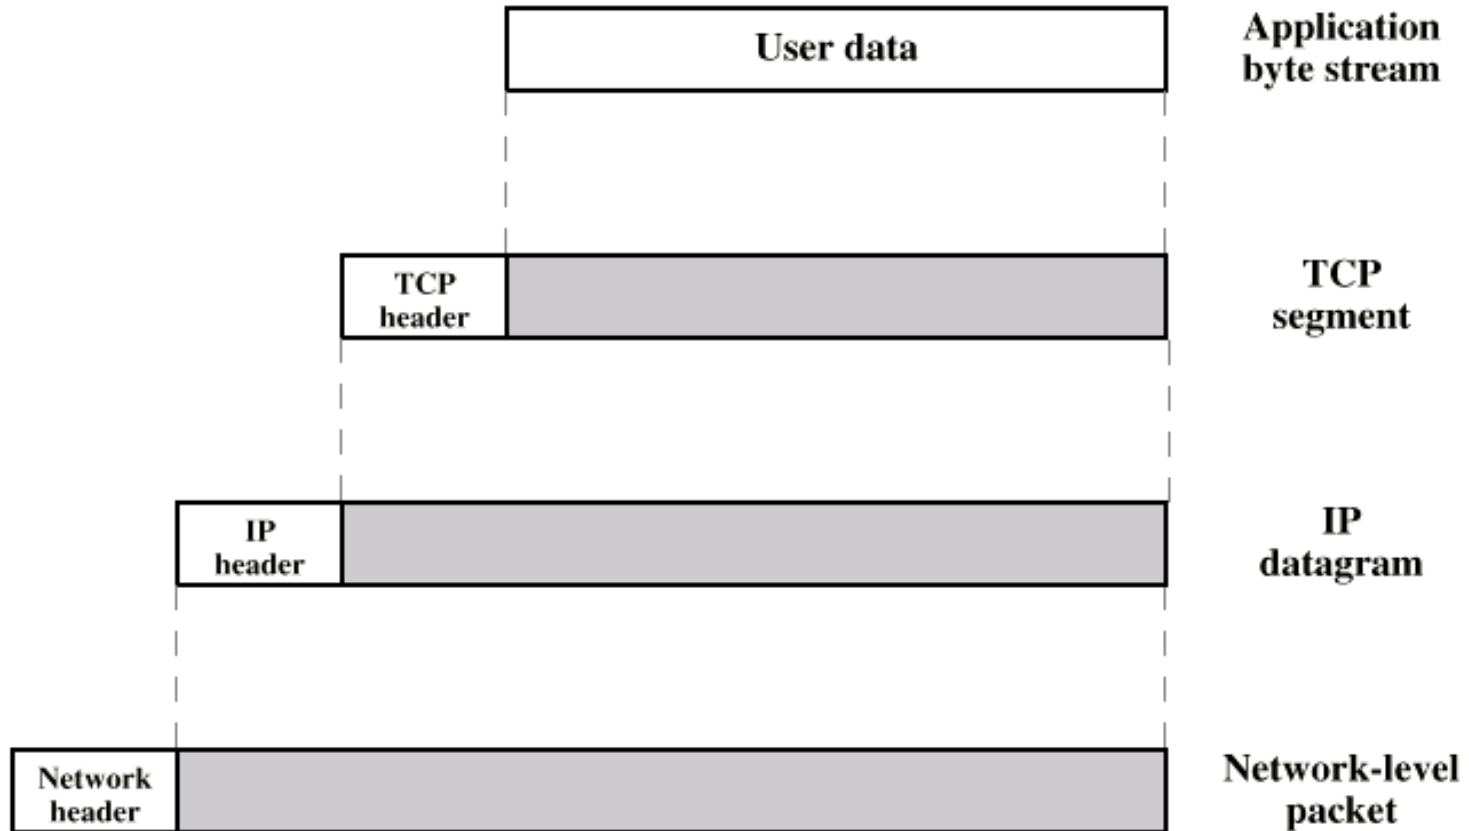 User data
Application
byte stream
TCP
header
TCP
segment
IP
header
IP
datagram
Network
header
Network-level
packet